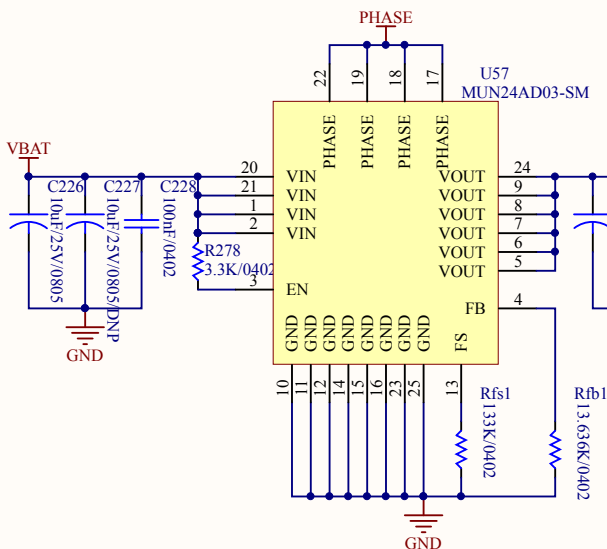 PHASE
22
19
18
17
U57
MUN24AD03-SM
PHASE
PHASE
PHASE
PHASE
VBAT
C226
10uF/25V/0805
C227
10uF/25V/0805/DNP
C228
100nF/0402
20
VIN
21
VIN
1
VIN
2
VIN
R278
3.3K/0402
3
EN
VOUT
24
VOUT
9
VOUT
8
VOUT
7
VOUT
6
VOUT
5
FB
4
GND
GND
GND
GND
GND
GND
GND
GND
FS
10
11
12
14
15
16
23
25
13
Rfs1
133K/0402
Rfb1
13.636K/0402
GND
GND